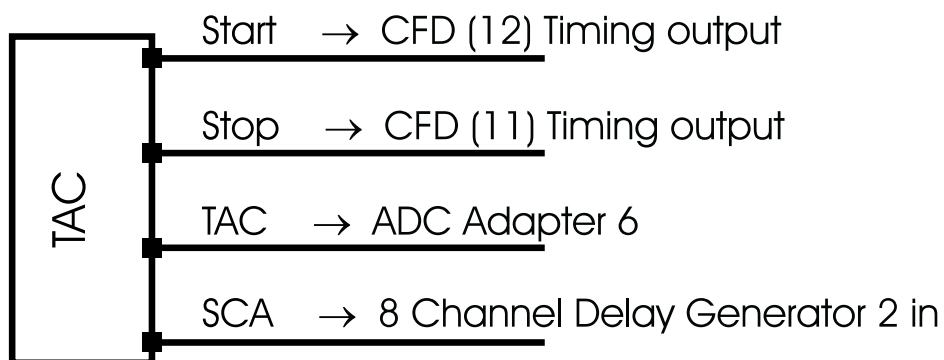 Start → CFD (12) Timing output
Stop → CFD (11) Timing output
TAC
TAC → ADC Adapter 6
SCA → 8 Channel Delay Generator 2 in